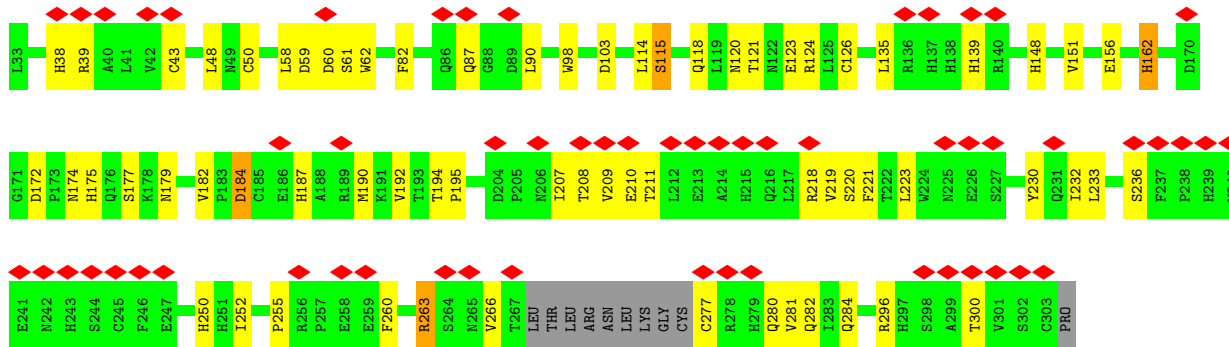 L33 H38 R39 A40 L41 V42 C43 L48 N49 C50 L58 D59 D60 S61 W62 F82 Q86 Q87 G88 D89 L90 W98 D103 L114 S115 Q118 L119 N120 T121 N122 E123 R124 L125 C126 L135 R136 H137 H138 H139 R140 H148 V151 E156 H162 D170
G171 D172 P173 N174 H175 Q176 S177 K178 N179 V182 P183 D184 C185 E186 H187 A188 R189 M190 K191 V192 T193 T194 P195 D204 P205 N206 I207 T208 V209 E210 T211 L212 E213 A214 H215 Q216 L217 R218 V219 S220 F221 T222 L223 W224 N225 E226 S227 Y230 Q231 I232 L233 S236 F237 P238 H239
E241 N242 H243 S244 C245 F246 E247 H250 H251 I252 P255 R256 P257 E258 E259 F260 R263 S264 N265 V266 T267 LEU THR LEU ARG ASN LEU LYS GLY CYS C277 R278 H279 Q280 V281 Q282 I283 Q284 R296 H297 S298 A299 T300 V301 S302 C303 PRO